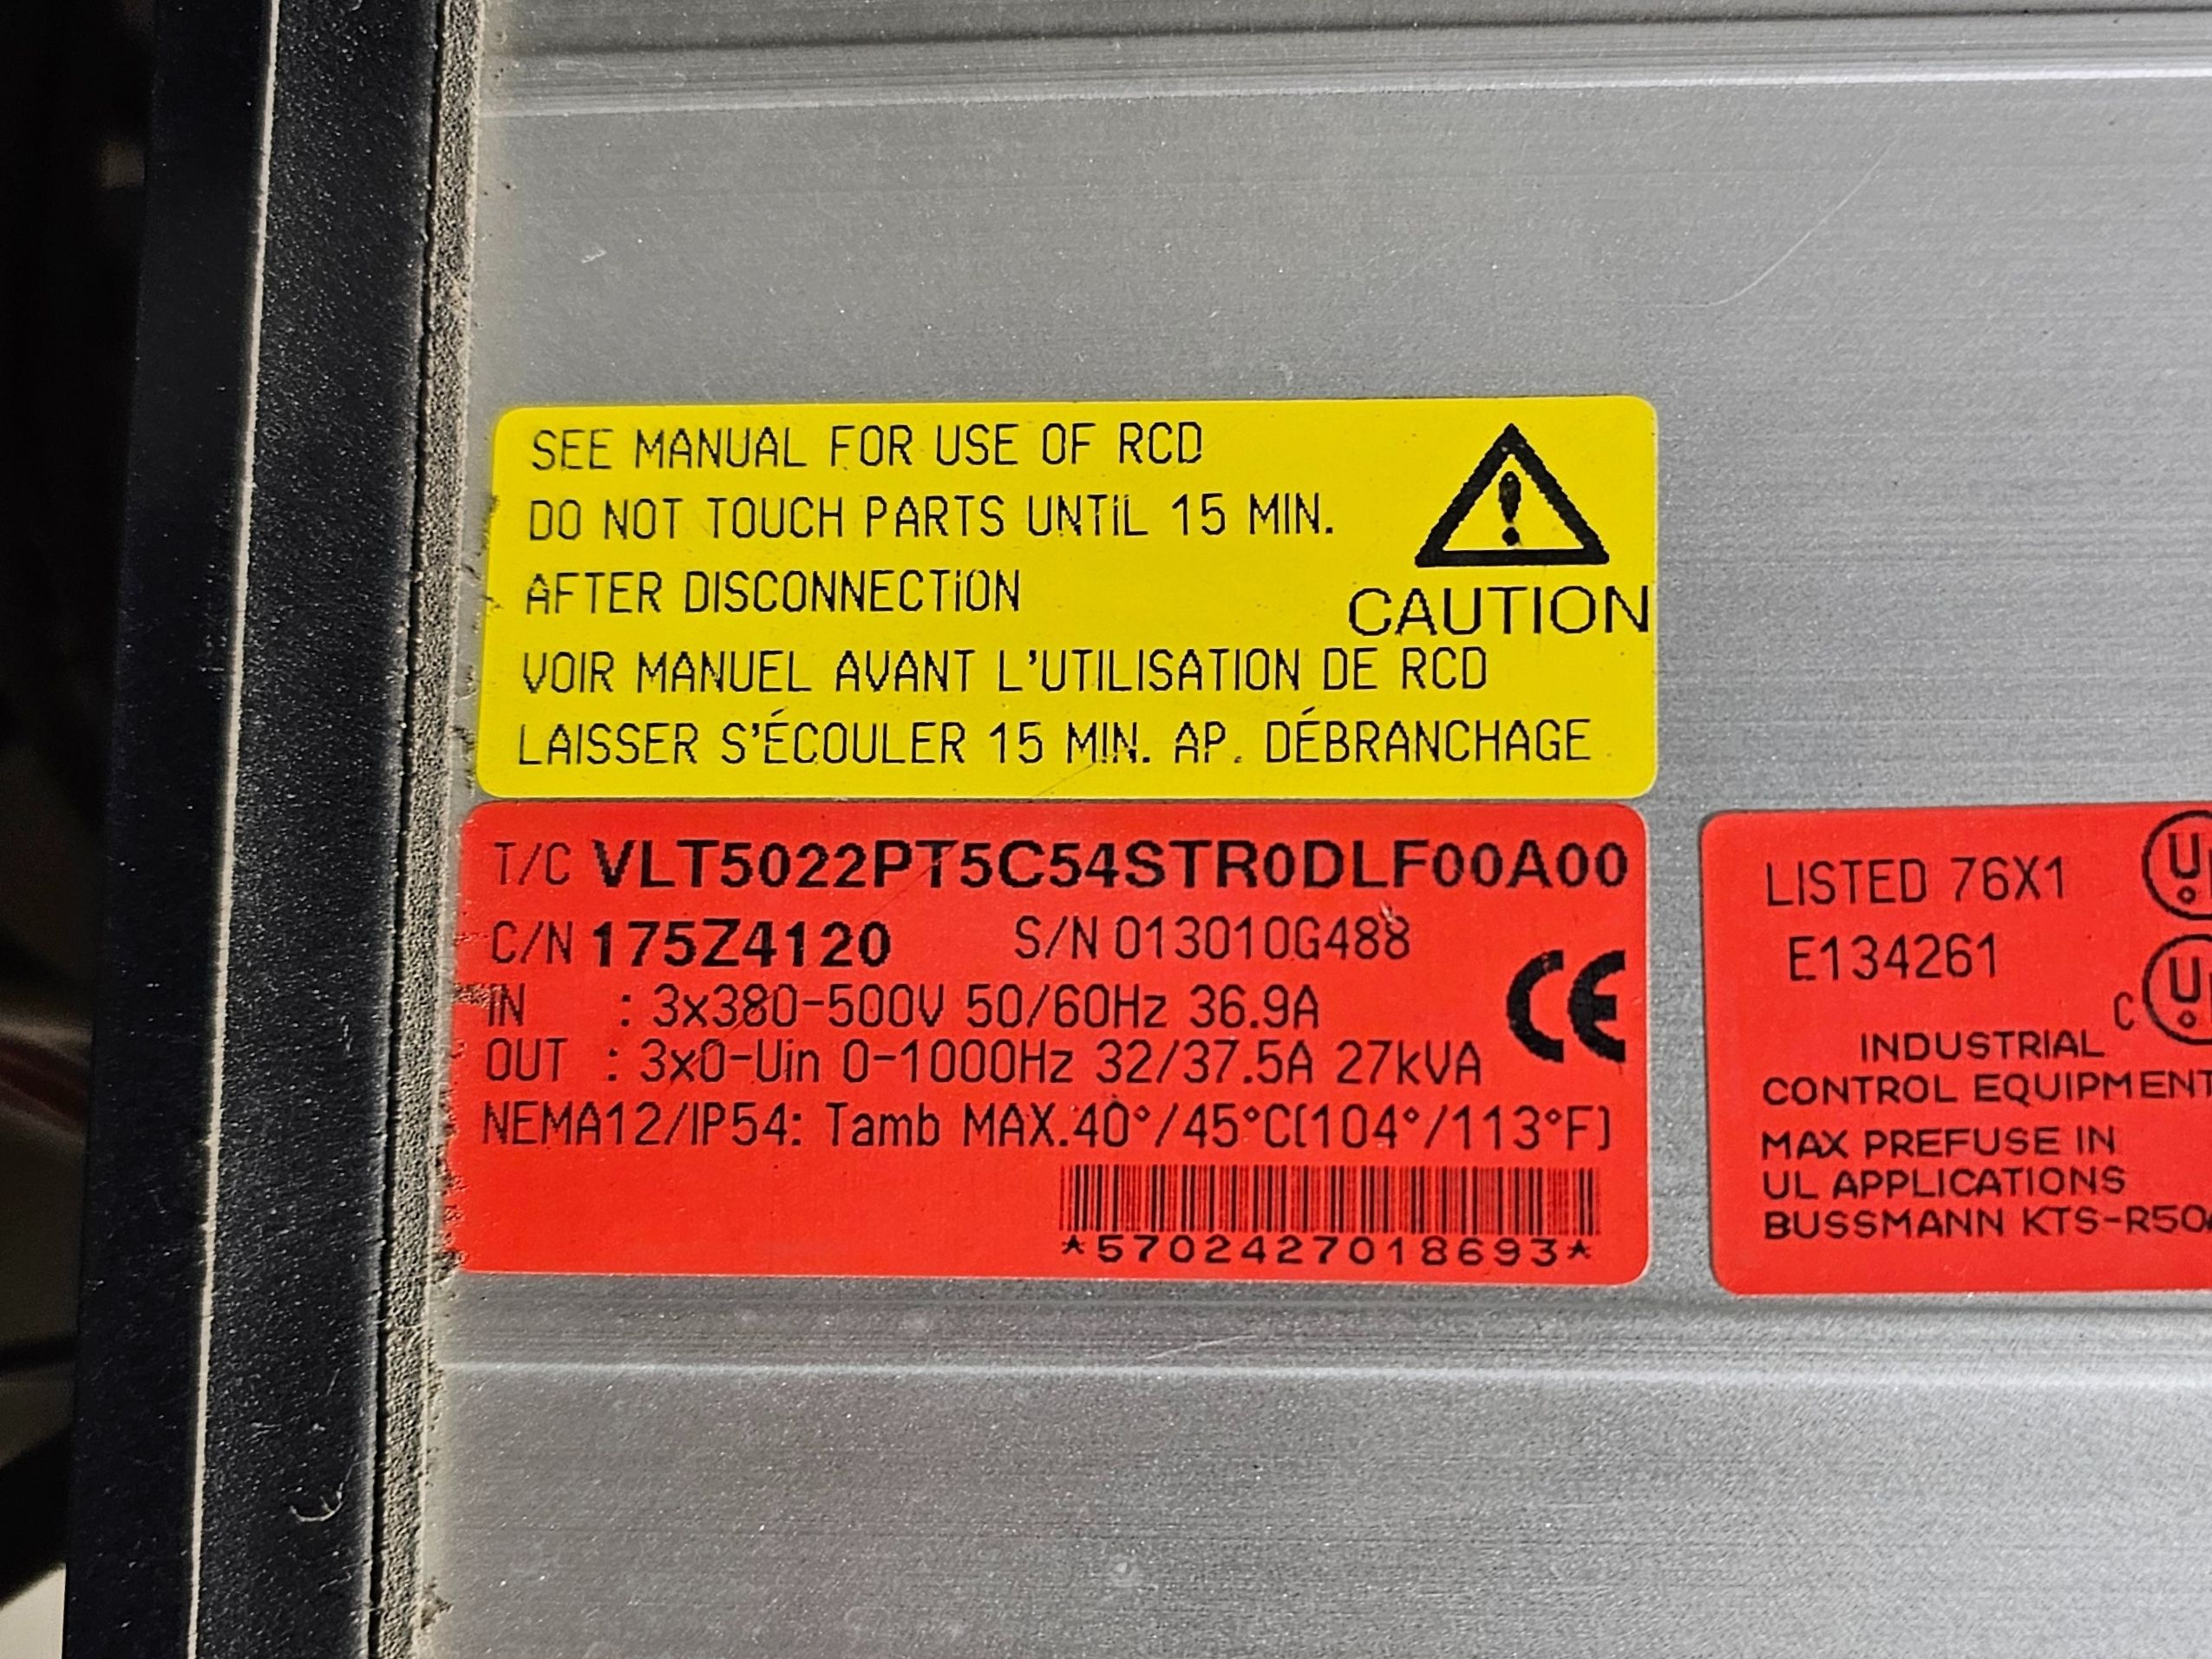 SEE MANUAL FOR USE OF RCD
DO NOT TOUCH PARTS UNTIL 15 MIN.
AFTER DISCONNECTION
CAUTION
VOIR MANUEL AVANT L'UTILISATION DE RCD
LAISSER S'ÉCOULER 15 MIN. AP. DÉBRANCHAGE
T/C VLT5022PT5C54STR0DLF00A00
C/N 175Z4120 S/N 013010G488
IN : 3x380-500V 50/60Hz 36.9A
CE
OUT : 3x0-Uin 0-1000Hz 32/37.5A 27kVA
NEMA12/IP54: Tamb MAX.40°/45°C(104°/113°F)
*5702427018693*
LISTED 76X1
E134261
C
INDUSTRIAL
CONTROL EQUIPMENT
MAX PREFUSE IN
UL APPLICATIONS
BUSSMANN KTS-R50